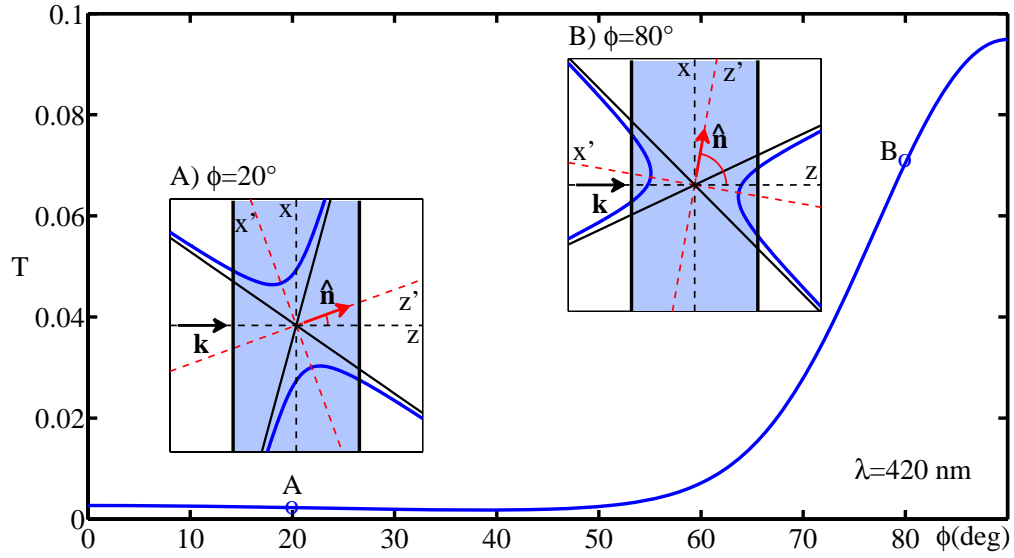 0.1
0.08
0.06
T
0.04
0.02
0
B) ϕ=80°
x
z'
n̂
x'
z
k
B
A) ϕ=20°
x'
x
n̂
z'
z
k
A
λ=420 nm
0 10 20 30 40 50 60 70 80 ϕ(deg)